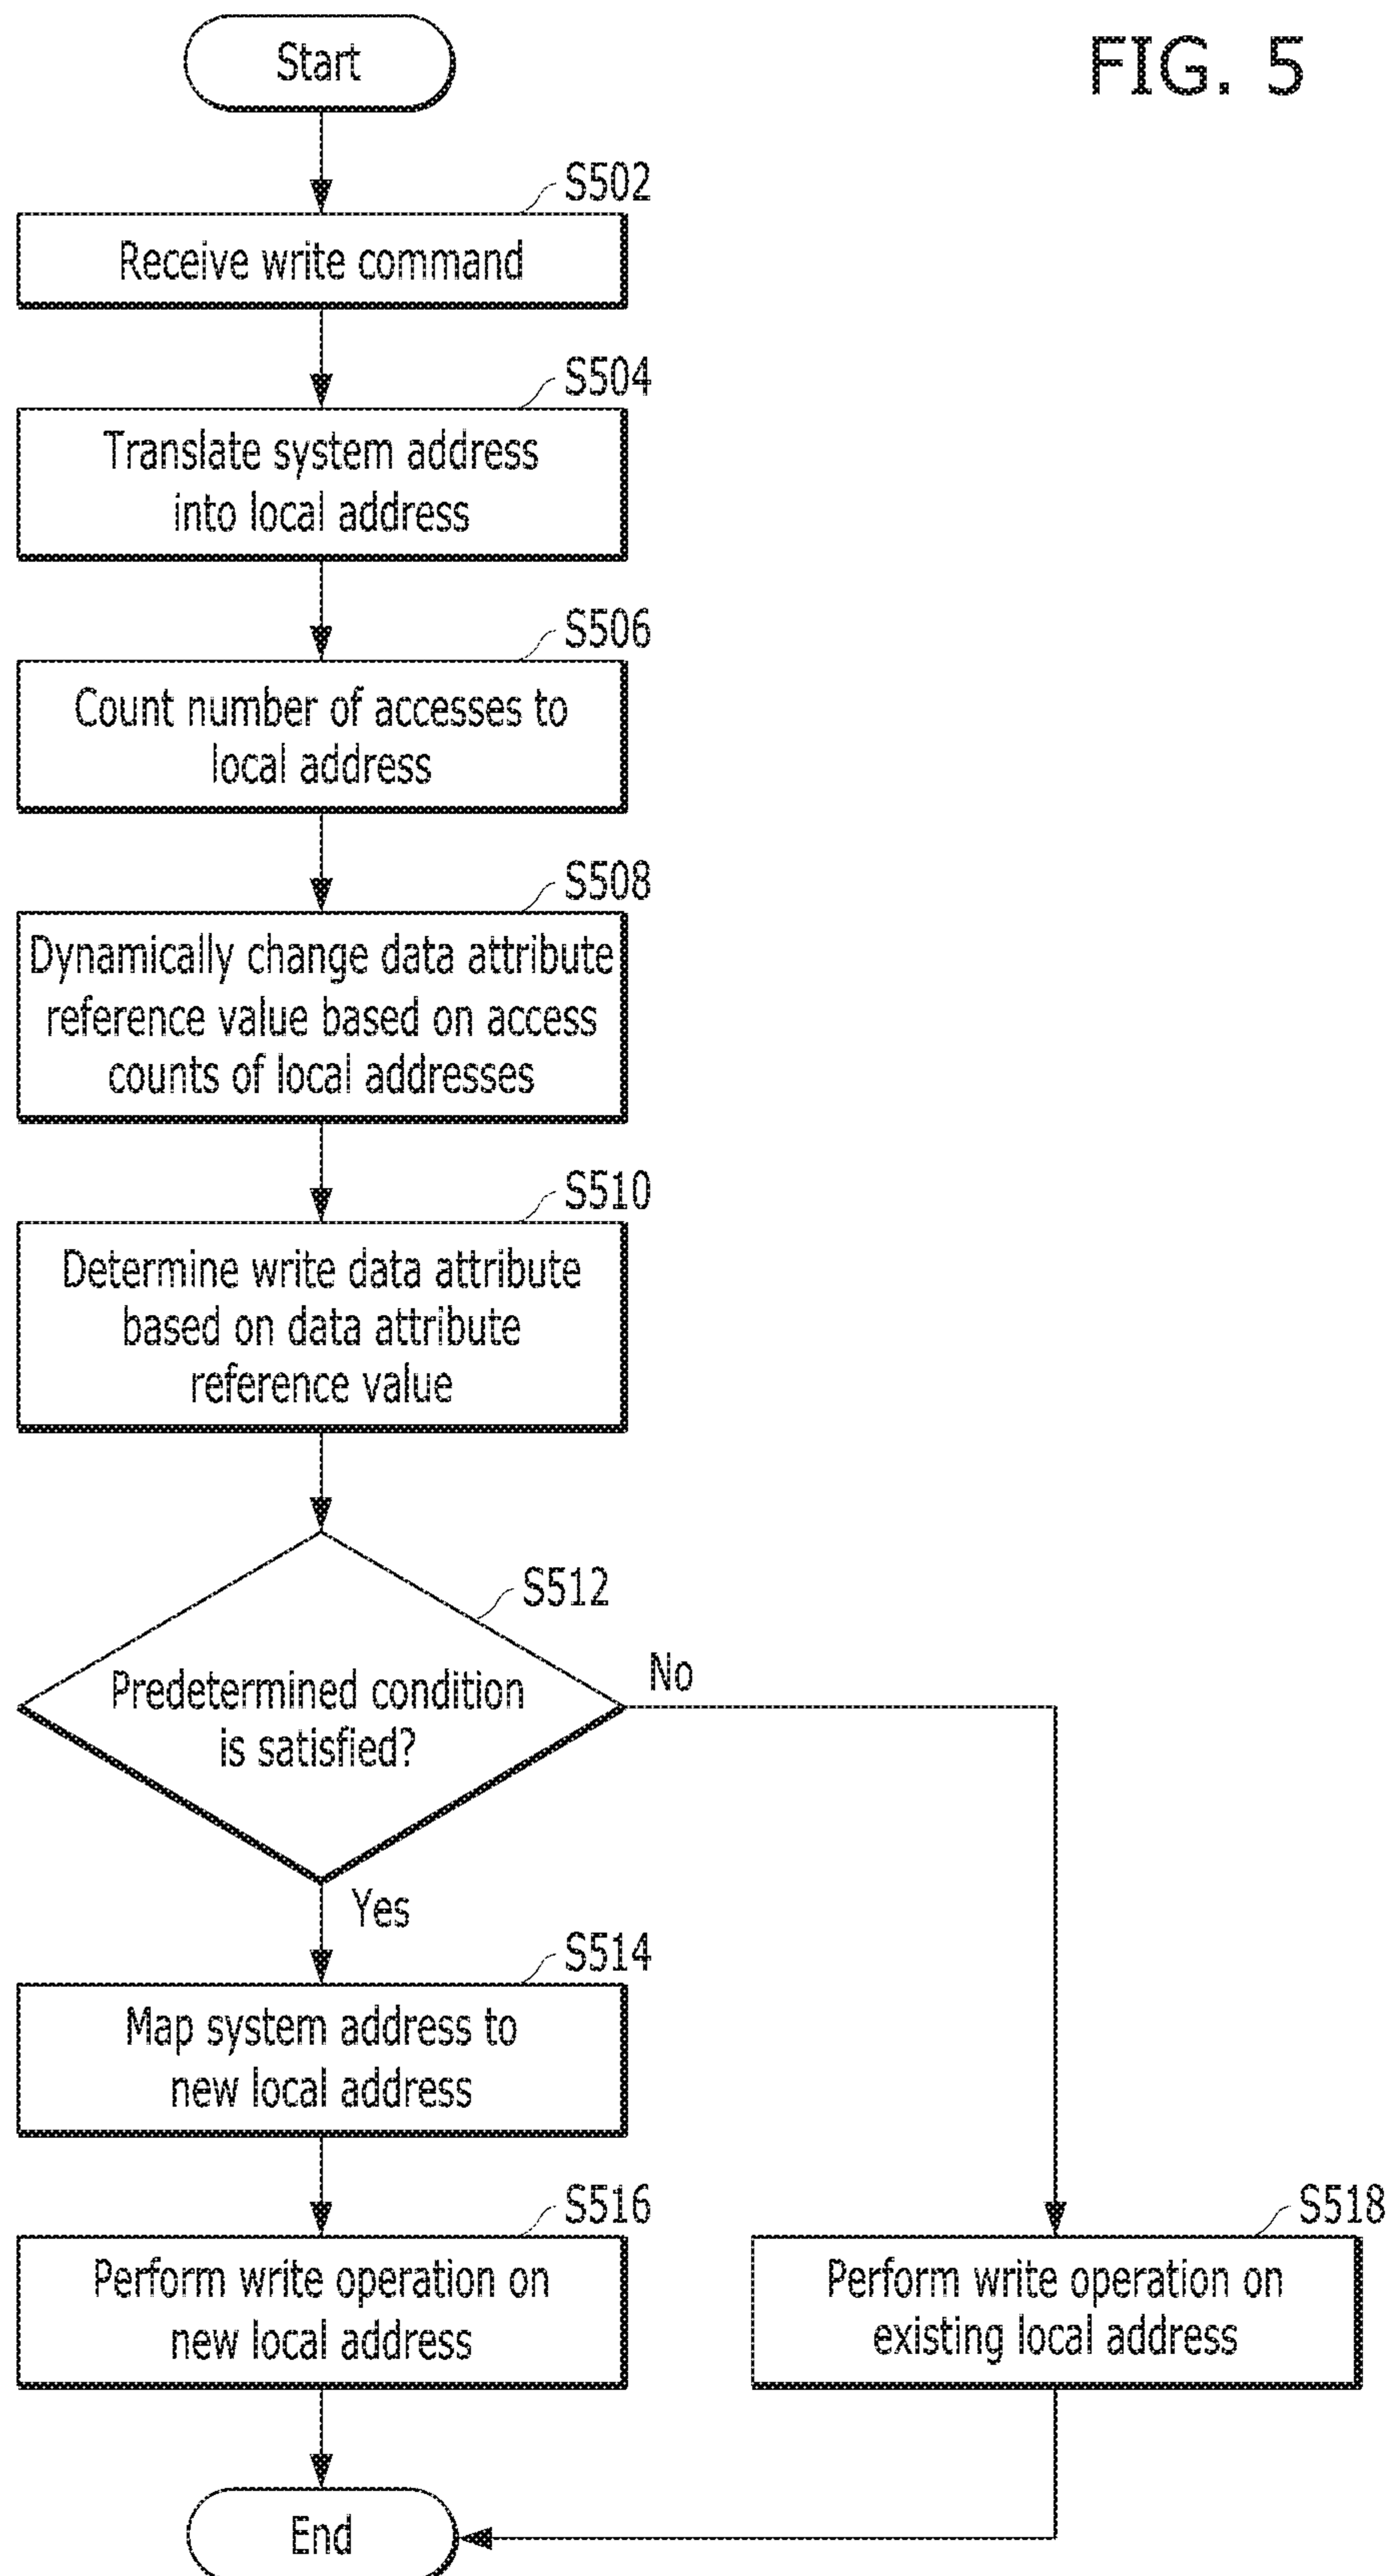 FIG. 5
Start
S502
Receive write command
S504
Translate system address
into local address
S506
Count number of accesses to
local address
S508
Dynamically change data attribute
reference value based on access
counts of local addresses
S510
Determine write data attribute
based on data attribute
reference value
S512
Predetermined condition
is satisfied?
No
Yes
S514
Map system address to
new local address
S516
Perform write operation on
new local address
S518
Perform write operation on
existing local address
End